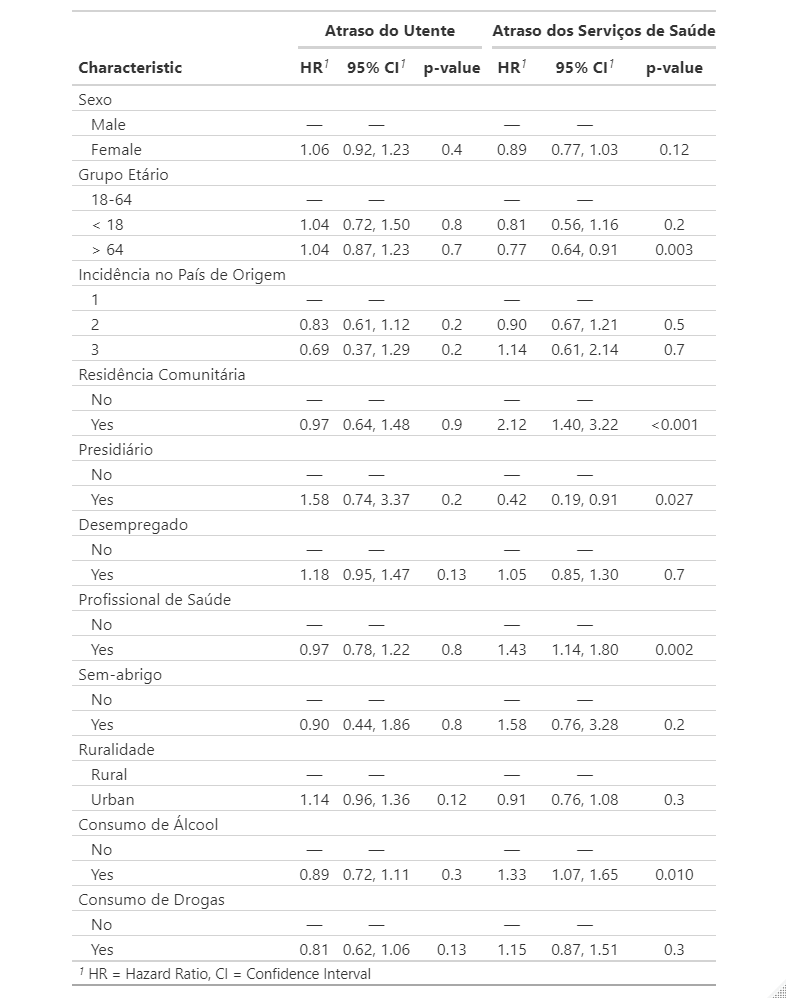 Atraso do Utente Atraso dos Serviços de Saúde
Characteristic HR1 95% CI1 p-value HR1 95% CI1 p-value
Sexo
Male — — — —
Female 1.06 0.92, 1.23 0.4 0.89 0.77, 1.03 0.12
Grupo Etário
18-64 — — — —
< 18 1.04 0.72, 1.50 0.8 0.81 0.56, 1.16 0.2
> 64 1.04 0.87, 1.23 0.7 0.77 0.64, 0.91 0.003
Incidência no País de Origem
1 — — — —
2 0.83 0.61, 1.12 0.2 0.90 0.67, 1.21 0.5
3 0.69 0.37, 1.29 0.2 1.14 0.61, 2.14 0.7
Residência Comunitária
No — — — —
Yes 0.97 0.64, 1.48 0.9 2.12 1.40, 3.22 <0.001
Presidiário
No — — — —
Yes 1.58 0.74, 3.37 0.2 0.42 0.19, 0.91 0.027
Desempregado
No — — — —
Yes 1.18 0.95, 1.47 0.13 1.05 0.85, 1.30 0.7
Profissional de Saúde
No — — — —
Yes 0.97 0.78, 1.22 0.8 1.43 1.14, 1.80 0.002
Sem-abrigo
No — — — —
Yes 0.90 0.44, 1.86 0.8 1.58 0.76, 3.28 0.2
Ruralidade
Rural — — — —
Urban 1.14 0.96, 1.36 0.12 0.91 0.76, 1.08 0.3
Consumo de Álcool
No — — — —
Yes 0.89 0.72, 1.11 0.3 1.33 1.07, 1.65 0.010
Consumo de Drogas
No — — — —
Yes 0.81 0.62, 1.06 0.13 1.15 0.87, 1.51 0.3
1 HR = Hazard Ratio, CI = Confidence Interval